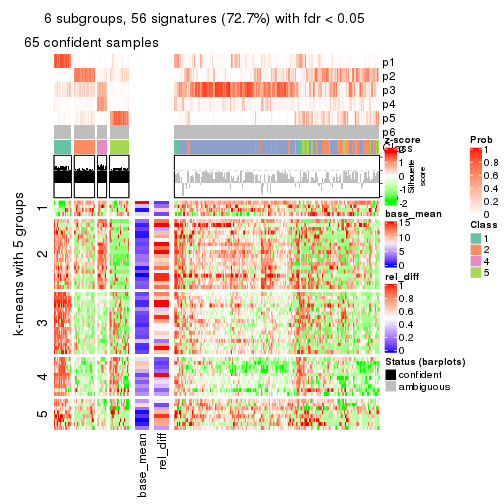 6 subgroups, 56 signatures (72.7%) with fdr < 0.05
65 confident samples
p1
p2
p3
p4
p5
p6
z-score
Class
2
1
0
-1
-2
Silhouette
score
base_mean
15
10
5
0
rel_diff
1
0.8
0.6
0.4
0.2
0
Prob
1
0.8
0.6
0.4
0.2
0
Class
1
2
4
5
Status (barplots)
confident
ambiguous
k-means with 5 groups
1
2
3
4
5
base_mean
rel_diff